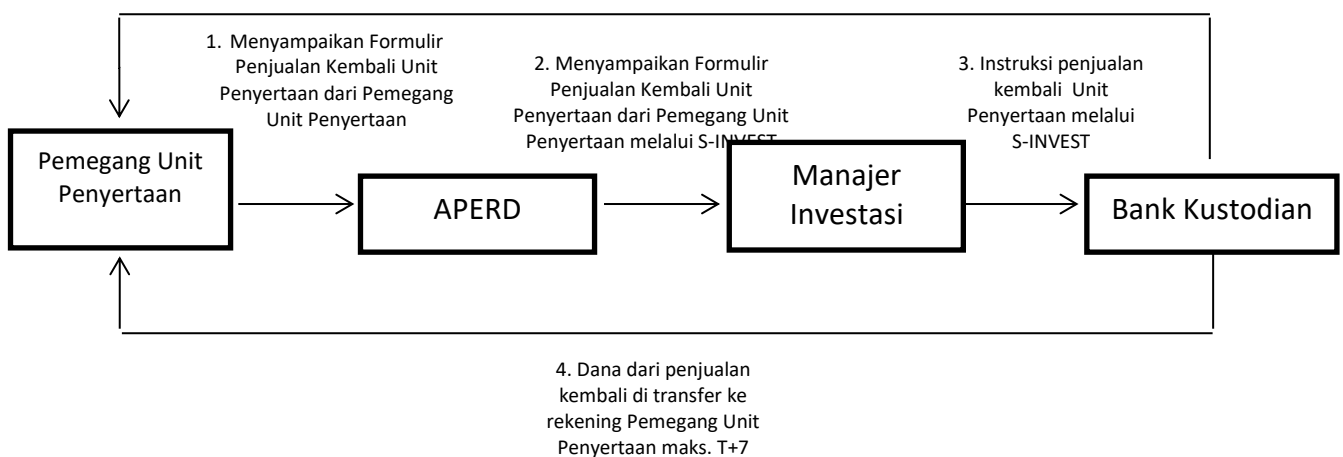 1. Menyampaikan Formulir
Penjualan Kembali Unit
Penyertaan dari Pemegang
Unit Penyertaan
2. Menyampaikan Formulir
Penjualan Kembali Unit
Penyertaan dari Pemegang Unit
Penyertaan melalui S-INVEST
3. Instruksi penjualan
kembali Unit
Penyertaan melalui
S-INVEST
Pemegang Unit
Penyertaan
APERD
Manajer
Investasi
Bank Kustodian
4. Dana dari penjualan
kembali di transfer ke
rekening Pemegang Unit
Penyertaan maks. T+7